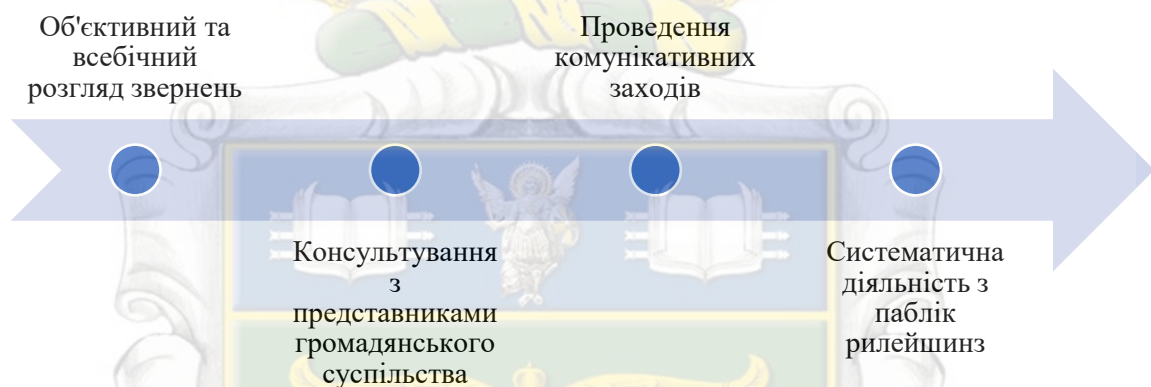 Об'єктивний та
всебічний
розгляд звернень
Консультування
з
представниками
громадянського
суспільства
Проведення
комунікативних
заходів
Систематична
діяльність з
паблік
рилейшинз